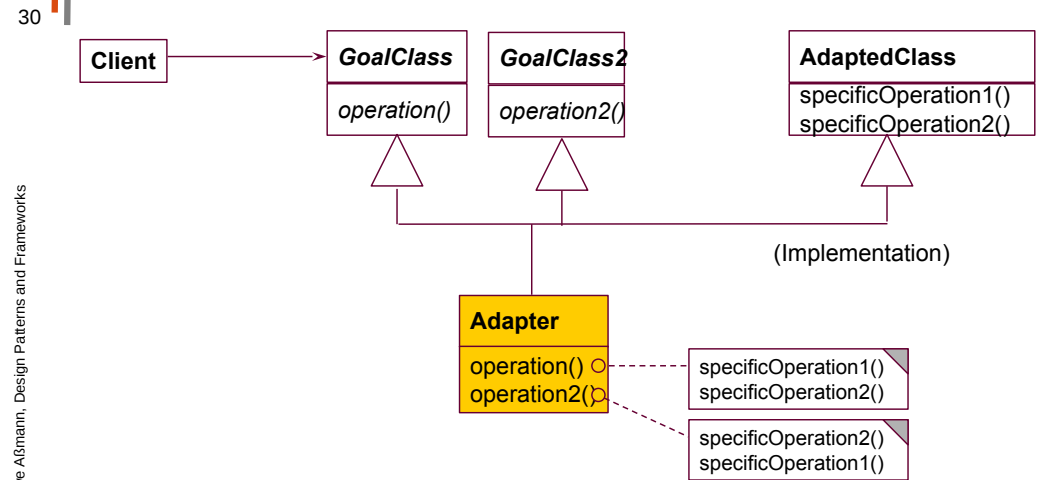 30
Client
GoalClass
operation()
GoalClass2
operation2()
AdaptedClass
specificOperation1()
specificOperation2()
(Implementation)
Adapter
operation()
operation2()
specificOperation1()
specificOperation2()
specificOperation2()
specificOperation1()
Aßmann, Design Patterns and Frameworks